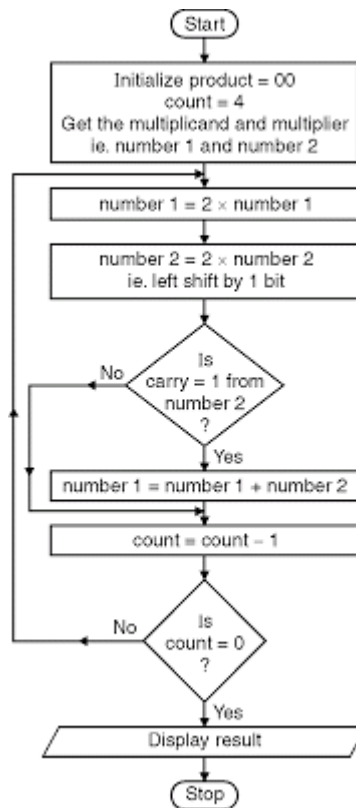 Start
Initialize product = 00
count = 4
Get the multiplicand and multiplier
ie. number 1 and number 2
number 1 = 2 × number 1
number 2 = 2 × number 2
ie. left shift by 1 bit
Is
carry = 1 from
number 2
?
No
Yes
number 1 = number 1 + number 2
count = count − 1
Is
count = 0
?
No
Yes
Display result
Stop